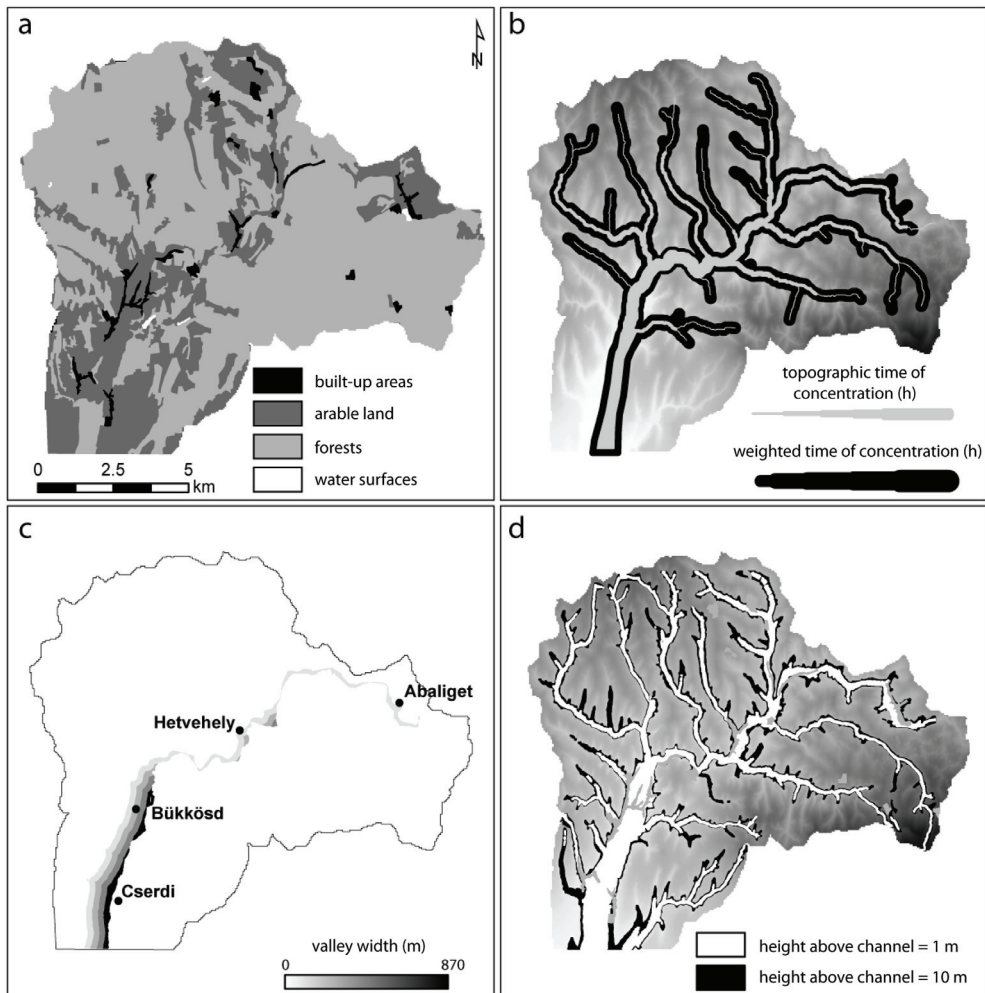 a
N
built-up areas
arable land
forests
water surfaces
0 2.5 5
km
b
topographic time of
concentration (h)
weighted time of concentration (h)
c
Abaliget
Hetvehely
Bükkösd
Cserdi
valley width (m)
0 870
d
height above channel = 1 m
height above channel = 10 m